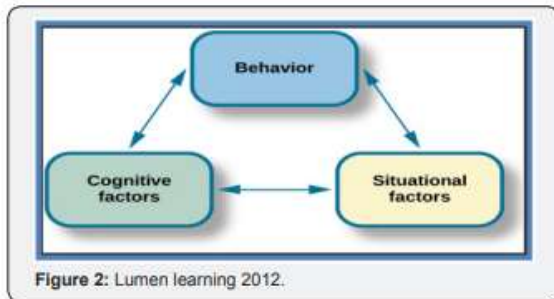 Behavior
Cognitive
factors
Situational
factors
Figure 2: Lumen learning 2012.